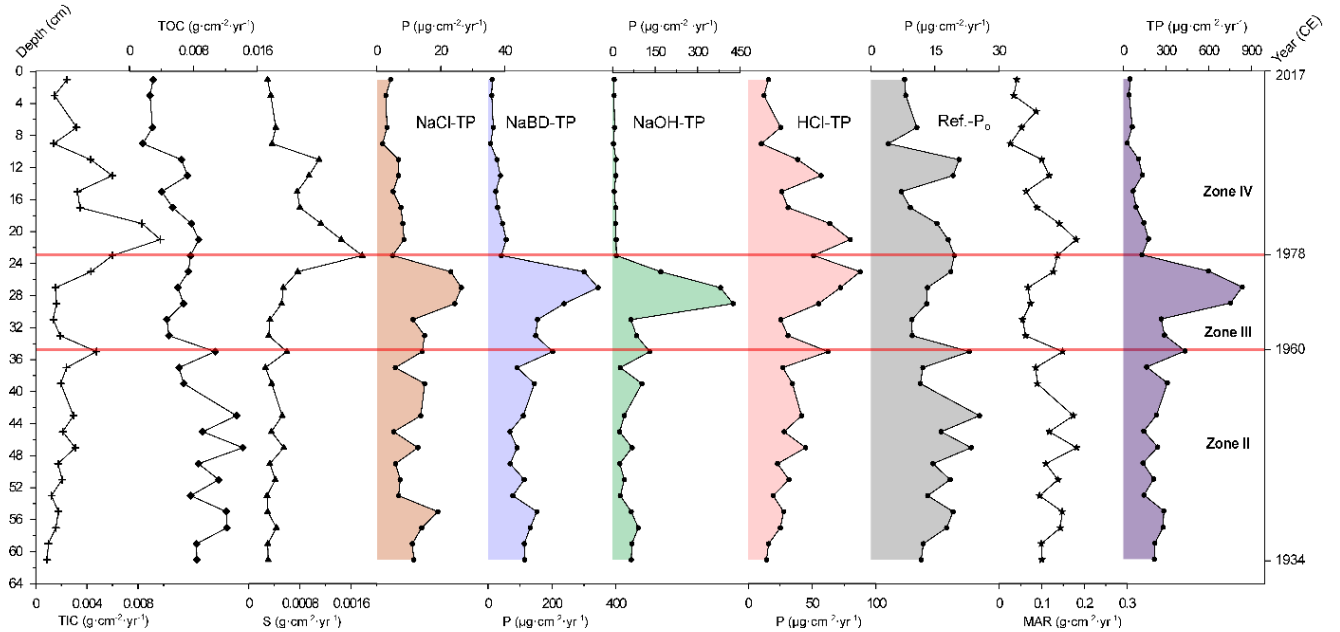 TOC (g·cm⁻²·yr⁻¹) P (µg·cm⁻²·yr⁻¹) P (µg·cm⁻²·yr⁻¹) P (µg·cm⁻²·yr⁻¹) TP (µg·cm⁻²·yr⁻¹)
Depth (cm) 0 0.008 0.016 0 20 40 0 150 300 450 0 15 30 0 300 600 900 Year (CE)
0 2017
3
6 NaCl-TP NaBD-TP NaOH-TP HCl-TP Ref.-Pₒ
9
12
15 Zone IV
18
21
24 1978
28
32 Zone III
36 1960
40
44
48 Zone II
52
56
60 1934
64
0 0.004 0.008 0 0.0008 0.0016 0 200 400 0 50 100 0 0.1 0.2 0.3
TIC (g·cm⁻²·yr⁻¹) S (g·cm⁻²·yr⁻¹) P (µg·cm⁻²·yr⁻¹) P (µg·cm⁻²·yr⁻¹) MAR (g·cm⁻²·yr⁻¹)